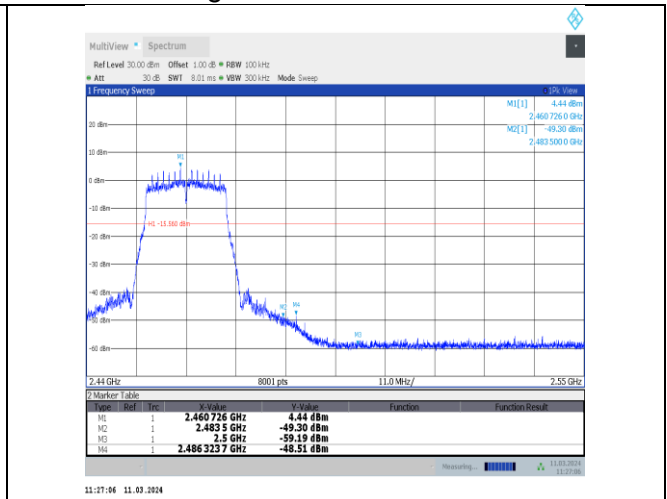 MultiView Spectrum
Ref Level 30.00 dBm Offset 1.00 dB RBW 100 kHz
Att 30 dB SWT 8.01 ms VBW 300 kHz Mode Sweep
1 Frequency Sweep 1Pk View
M1[1] 4.44 dBm
2.460 726 0 GHz
M2[1] -49.30 dBm
2.483 500 0 GHz
20 dBm
10 dBm
M1
0 dBm
-10 dBm
H1 -15.560 dBm
-20 dBm
-30 dBm
-40 dBm
M2 M4
-50 dBm
M3
-60 dBm
2.44 GHz 8001 pts 11.0 MHz/ 2.55 GHz
2 Marker Table
Type Ref Trc X-Value Y-Value Function Function Result
M1 1 2.460 726 GHz 4.44 dBm
M2 1 2.483 5 GHz -49.30 dBm
M3 1 2.5 GHz -59.19 dBm
M4 1 2.486 323 7 GHz -48.51 dBm
Measuring... 11.03.2024
11:27:06
11:27:06 11.03.2024